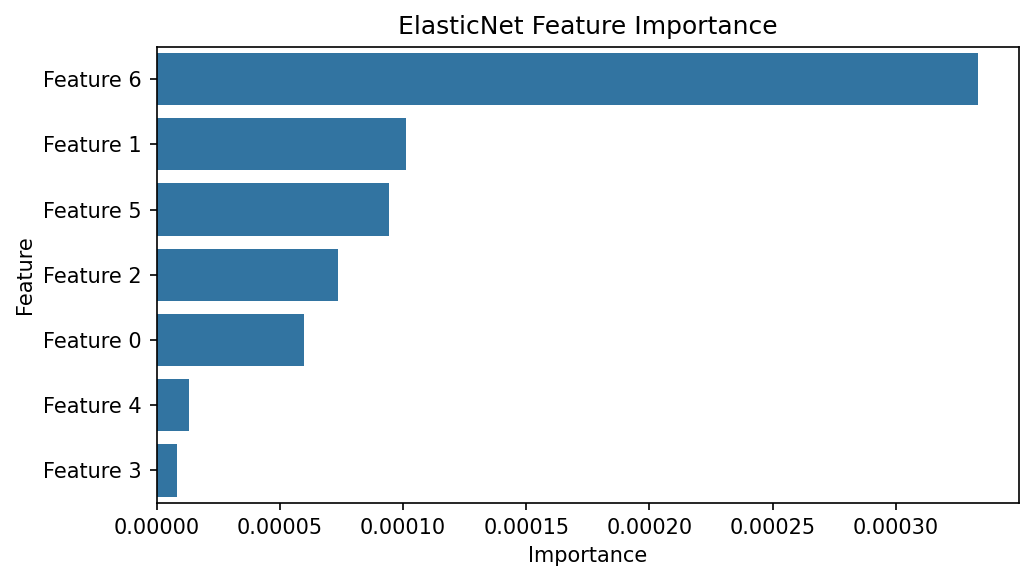 ElasticNet Feature Importance
Feature
Feature 6
Feature 1
Feature 5
Feature 2
Feature 0
Feature 4
Feature 3
0.00000 0.00005 0.00010 0.00015 0.00020 0.00025 0.00030
Importance